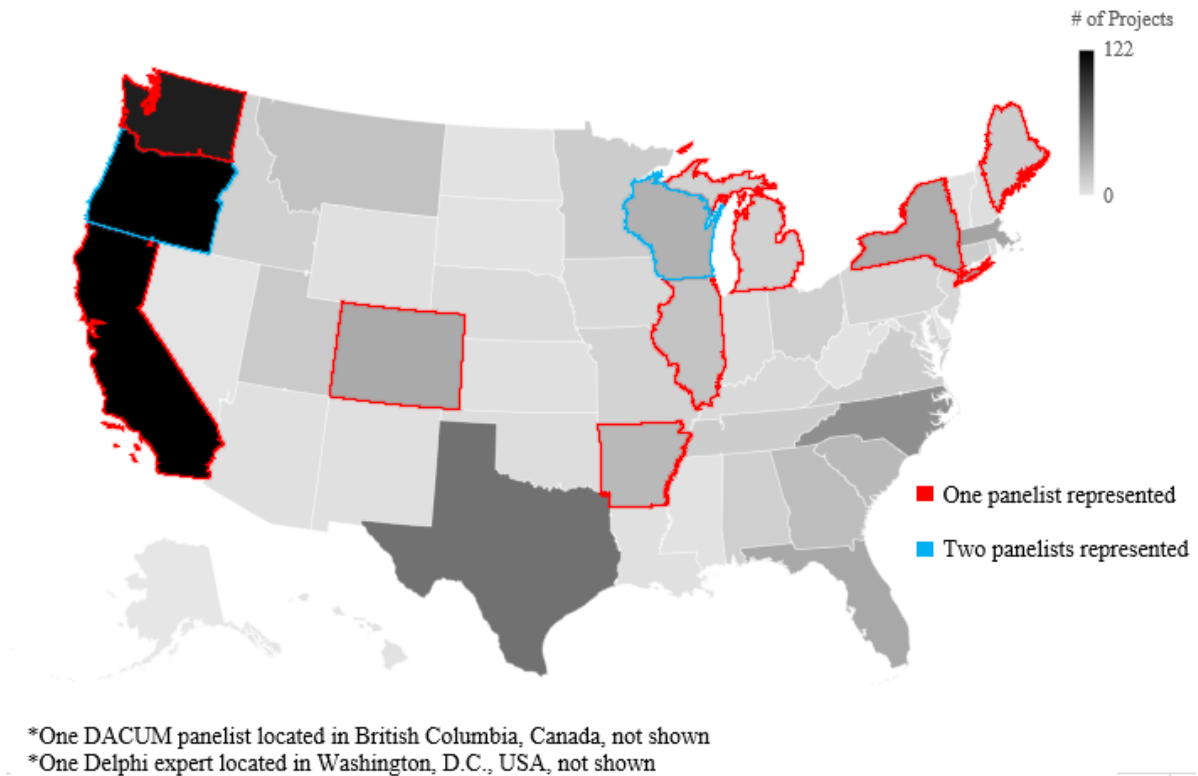 # of Projects
122
0
One panelist represented
Two panelists represented
*One DACUM panelist located in British Columbia, Canada, not shown
*One Delphi expert located in Washington, D.C., USA, not shown